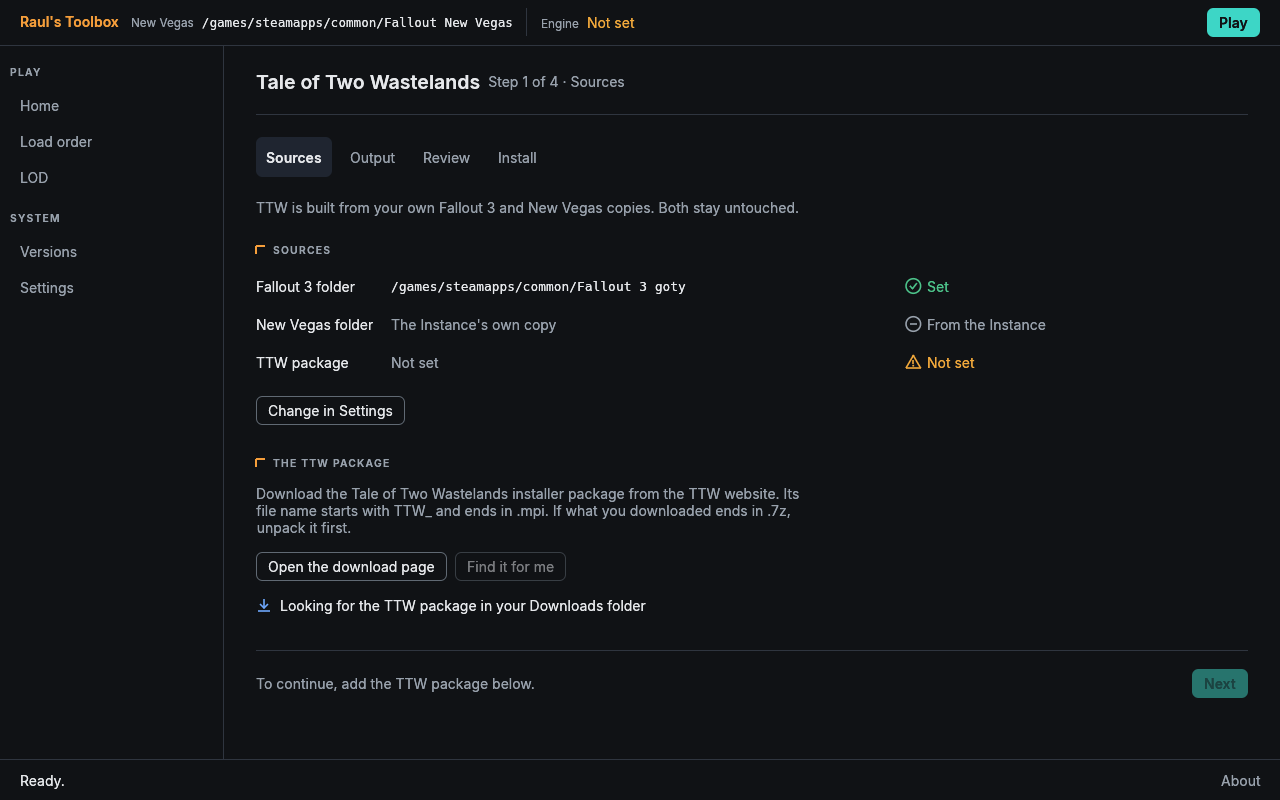 Raul's Toolbox New Vegas /games/steamapps/common/Fallout New Vegas Engine Not set Play
PLAY
Home
Load order
LOD
SYSTEM
Versions
Settings
Tale of Two Wastelands Step 1 of 4 · Sources
Sources Output Review Install
TTW is built from your own Fallout 3 and New Vegas copies. Both stay untouched.
SOURCES
Fallout 3 folder /games/steamapps/common/Fallout 3 goty Set
New Vegas folder The Instance's own copy From the Instance
TTW package Not set Not set
Change in Settings
THE TTW PACKAGE
Download the Tale of Two Wastelands installer package from the TTW website. Its
file name starts with TTW_ and ends in .mpi. If what you downloaded ends in .7z,
unpack it first.
Open the download page Find it for me
Looking for the TTW package in your Downloads folder
To continue, add the TTW package below. Next
Ready. About